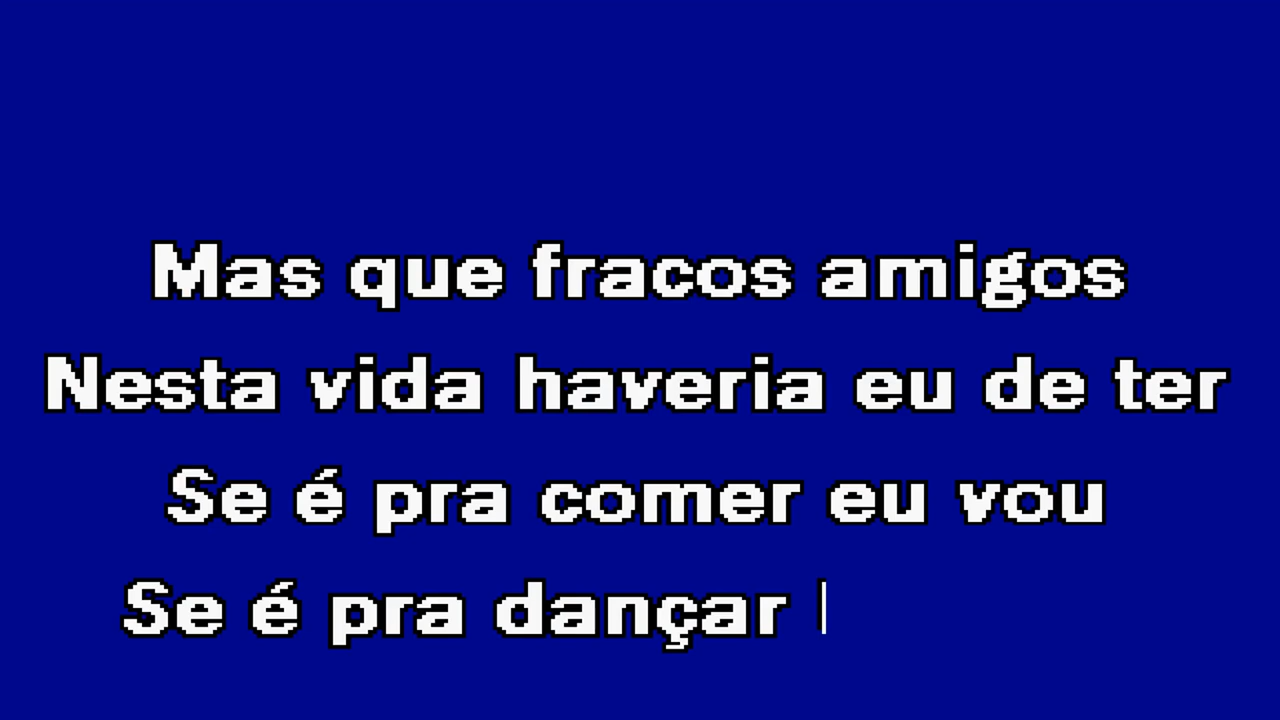 Mas que fracos amigos
Nesta vida haveria eu de ter
Se é pra comer eu vou
Se é pra dançar